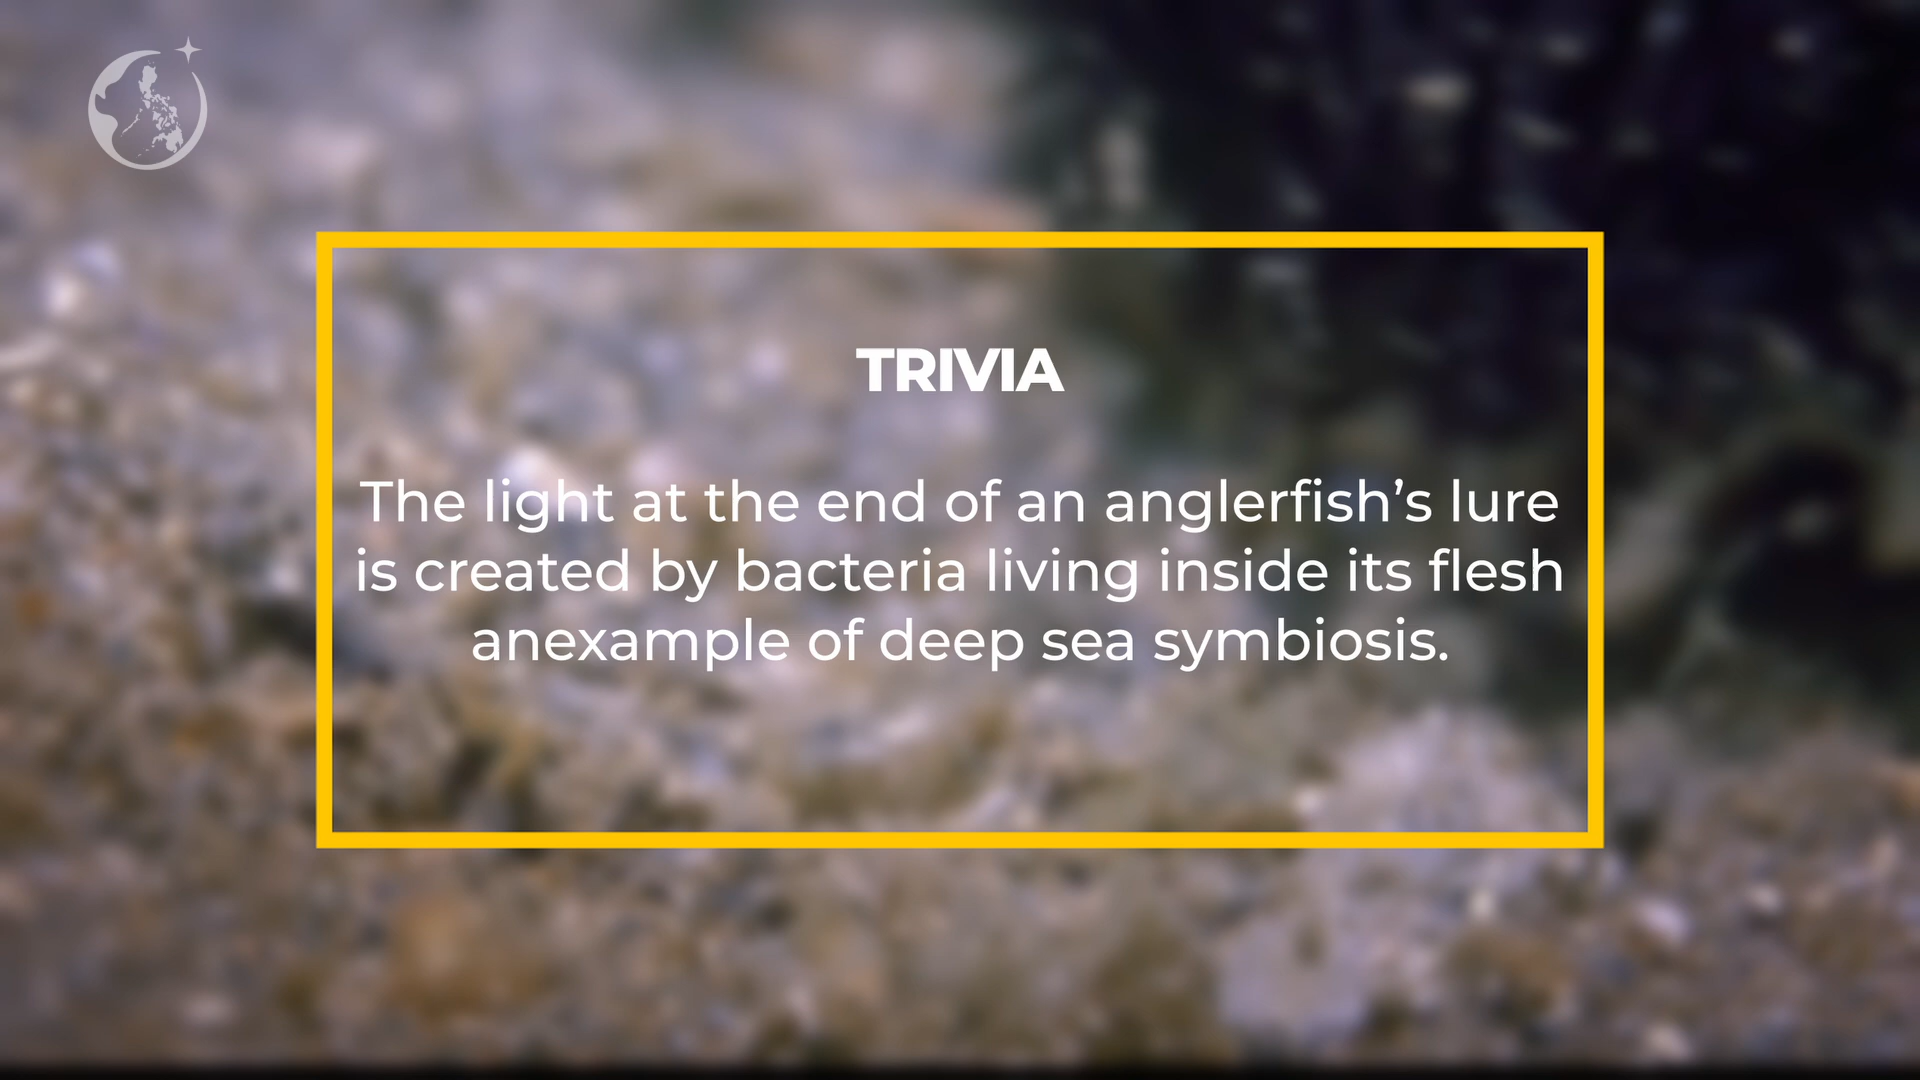 TRIVIA
The light at the end of an anglerfish’s lure
is created by bacteria living inside its flesh
anexample of deep sea symbiosis.